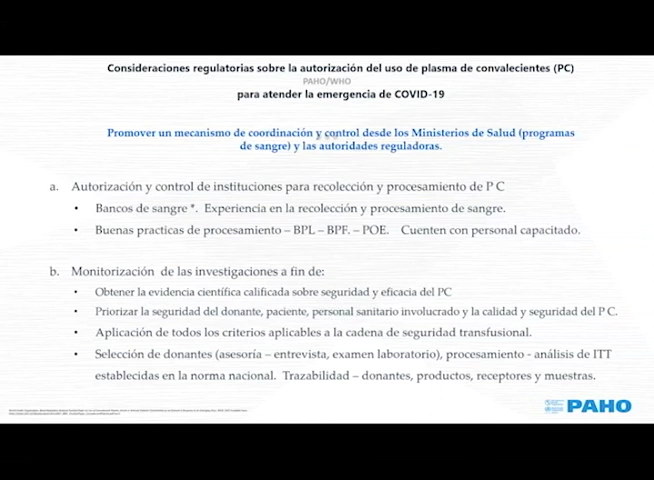 Consideraciones regulatorias sobre la autorización del uso de plasma de convalecientes (PC)
PAHO/WHO
para atender la emergencia de COVID-19
Promover un mecanismo de coordinación y control desde los Ministerios de Salud (programas
de sangre) y las autoridades reguladoras.
a. Autorización y control de instituciones para recolección y procesamiento de P C
• Bancos de sangre *. Experiencia en la recolección y procesamiento de sangre.
• Buenas practicas de procesamiento – BPL – BPF. – POE. Cuenten con personal capacitado.
b. Monitorización de las investigaciones a fin de:
• Obtener la evidencia científica calificada sobre seguridad y eficacia del PC
• Priorizar la seguridad del donante, paciente, personal sanitario involucrado y la calidad y seguridad del P C.
• Aplicación de todos los criterios aplicables a la cadena de seguridad transfusional.
• Selección de donantes (asesoría – entrevista, examen laboratorio), procesamiento - análisis de ITT
establecidas en la norma nacional. Trazabilidad – donantes, productos, receptores y muestras.
PAHO